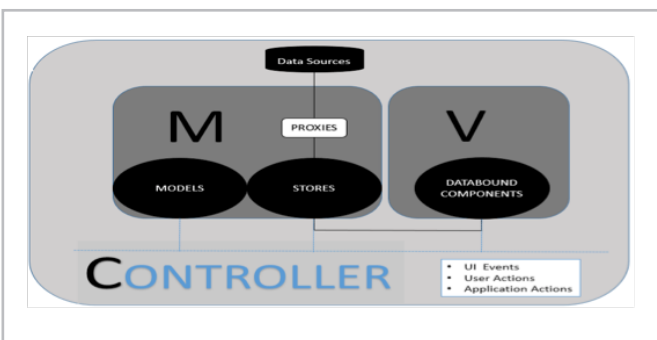 Data Sources
M
PROXIES
V
MODELS
STORES
DATABOUND
COMPONENTS
CONTROLLER
• UI Events
• User Actions
• Application Actions